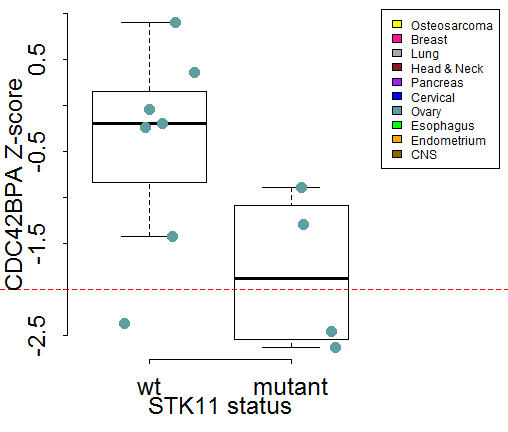 CDC42BPA Z-score
0.5
-0.5
-1.5
-2.5
wt
mutant
STK11 status
Osteosarcoma
Breast
Lung
Head & Neck
Pancreas
Cervical
Ovary
Esophagus
Endometrium
CNS